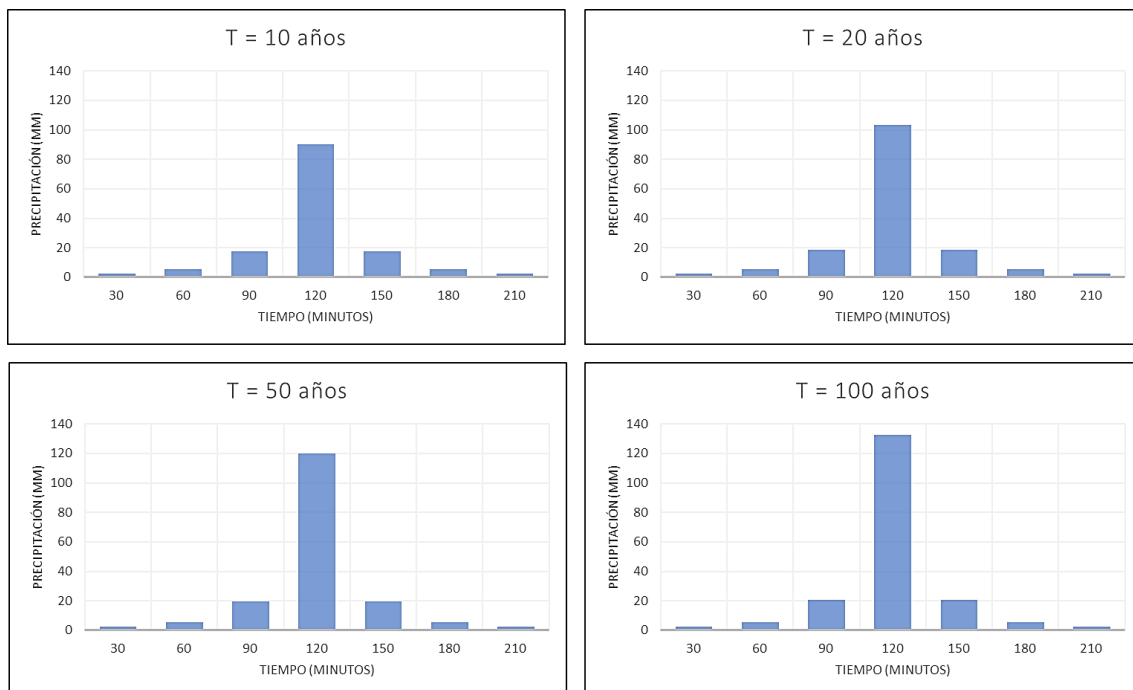 T = 10 años
PRECIPITACIÓN (MM)
140
120
100
80
60
40
20
0
30 60 90 120 150 180 210
TIEMPO (MINUTOS)
T = 20 años
PRECIPITACIÓN (MM)
140
120
100
80
60
40
20
0
30 60 90 120 150 180 210
TIEMPO (MINUTOS)
T = 50 años
PRECIPITACIÓN (MM)
140
120
100
80
60
40
20
0
30 60 90 120 150 180 210
TIEMPO (MINUTOS)
T = 100 años
PRECIPITACIÓN (MM)
140
120
100
80
60
40
20
0
30 60 90 120 150 180 210
TIEMPO (MINUTOS)